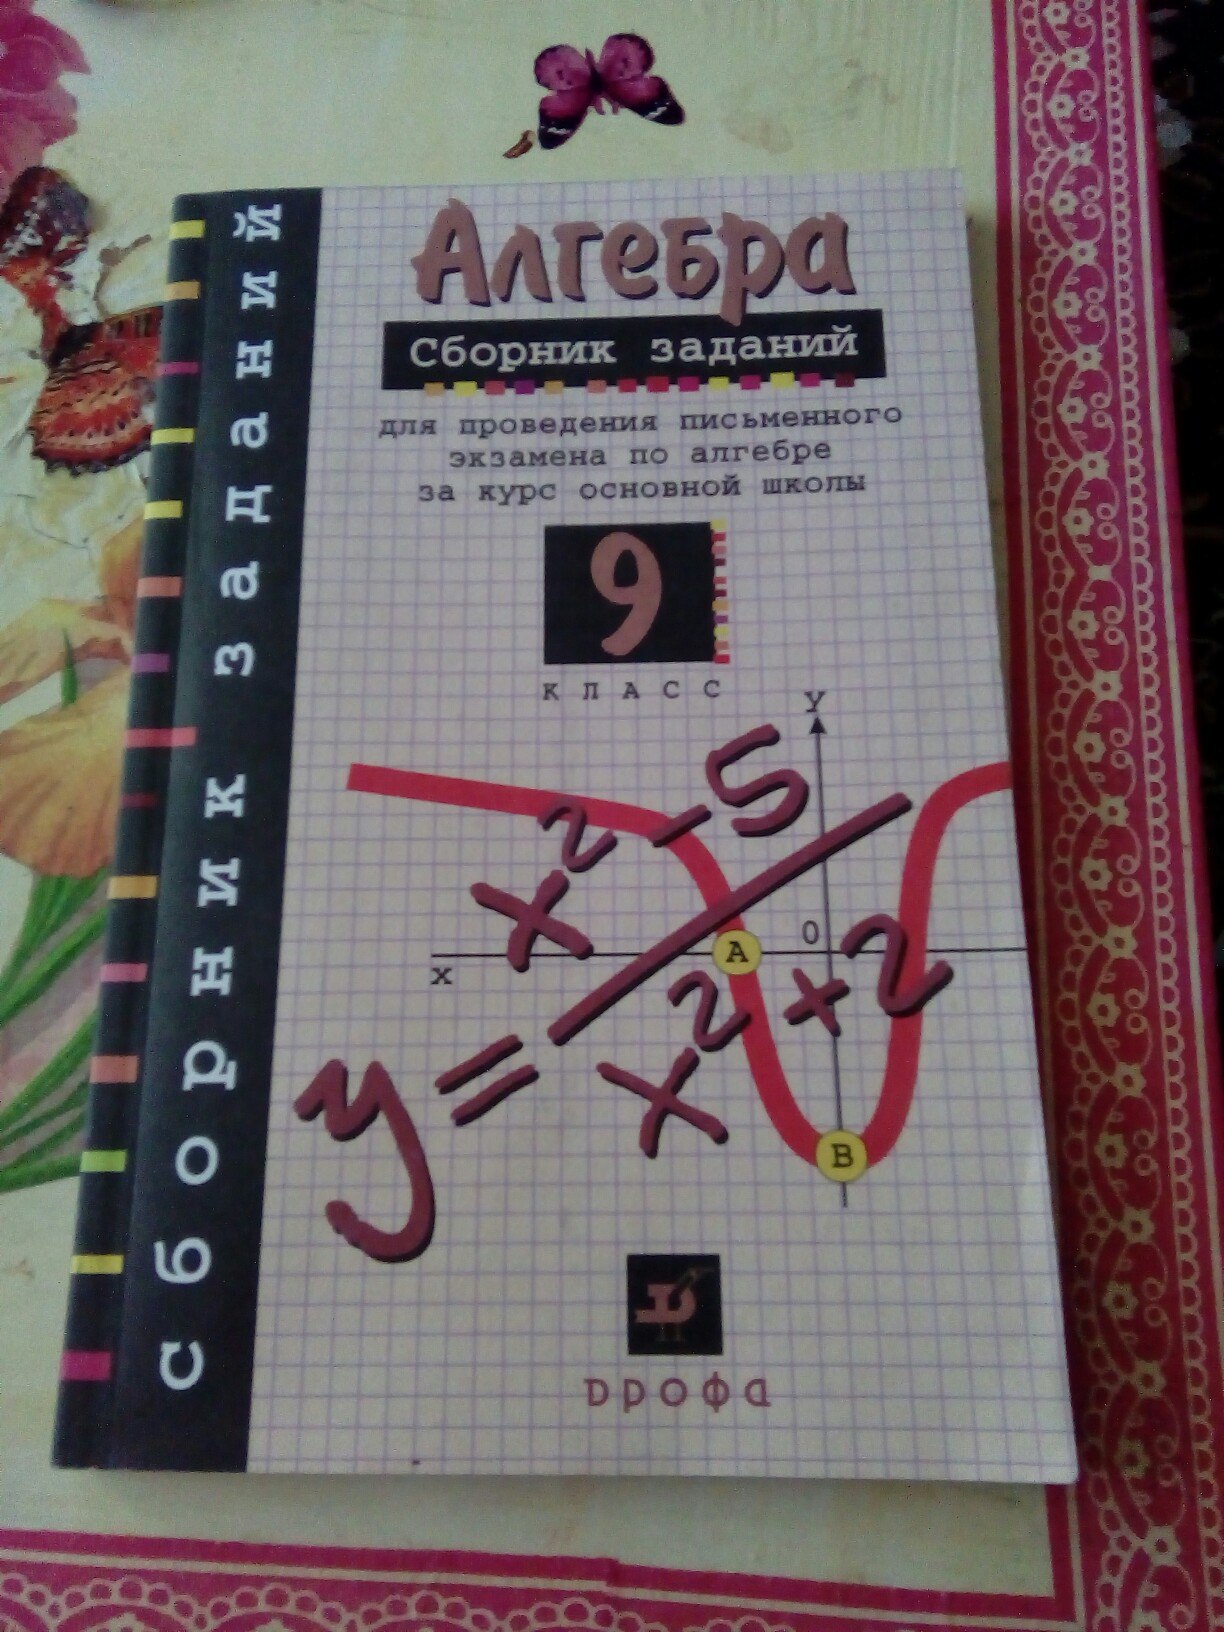 сборник заданий
Алгебра
Сборник заданий
для проведения письменного
экзамена по алгебре
за курс основной школы
9
КЛАСС
y
x
0
A
B
y = x² - 5 / x² + 2
дрофа